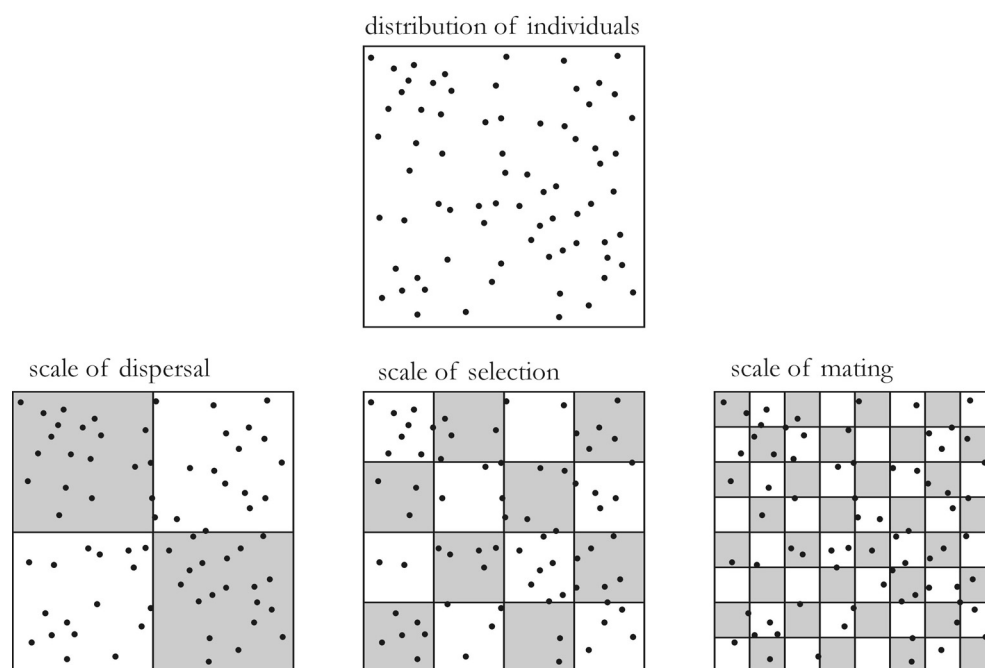 distribution of individuals
scale of dispersal
scale of selection
scale of mating